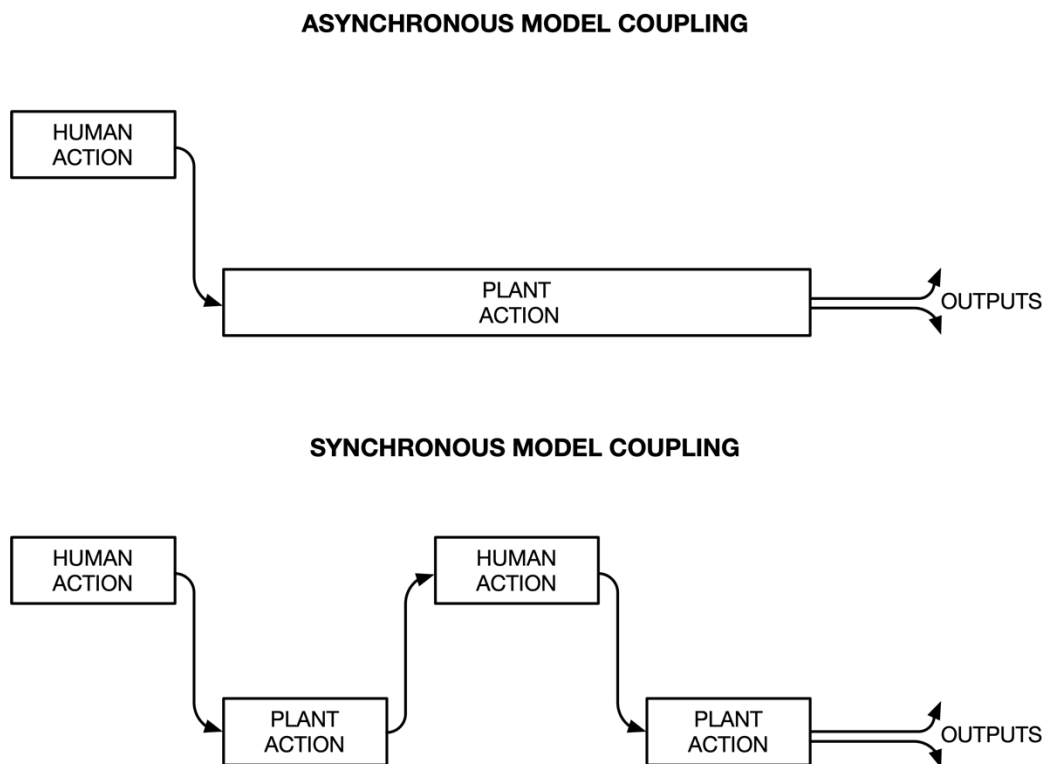 ASYNCHRONOUS MODEL COUPLING
HUMAN
ACTION
PLANT
ACTION
OUTPUTS
SYNCHRONOUS MODEL COUPLING
HUMAN
ACTION
HUMAN
ACTION
PLANT
ACTION
PLANT
ACTION
OUTPUTS